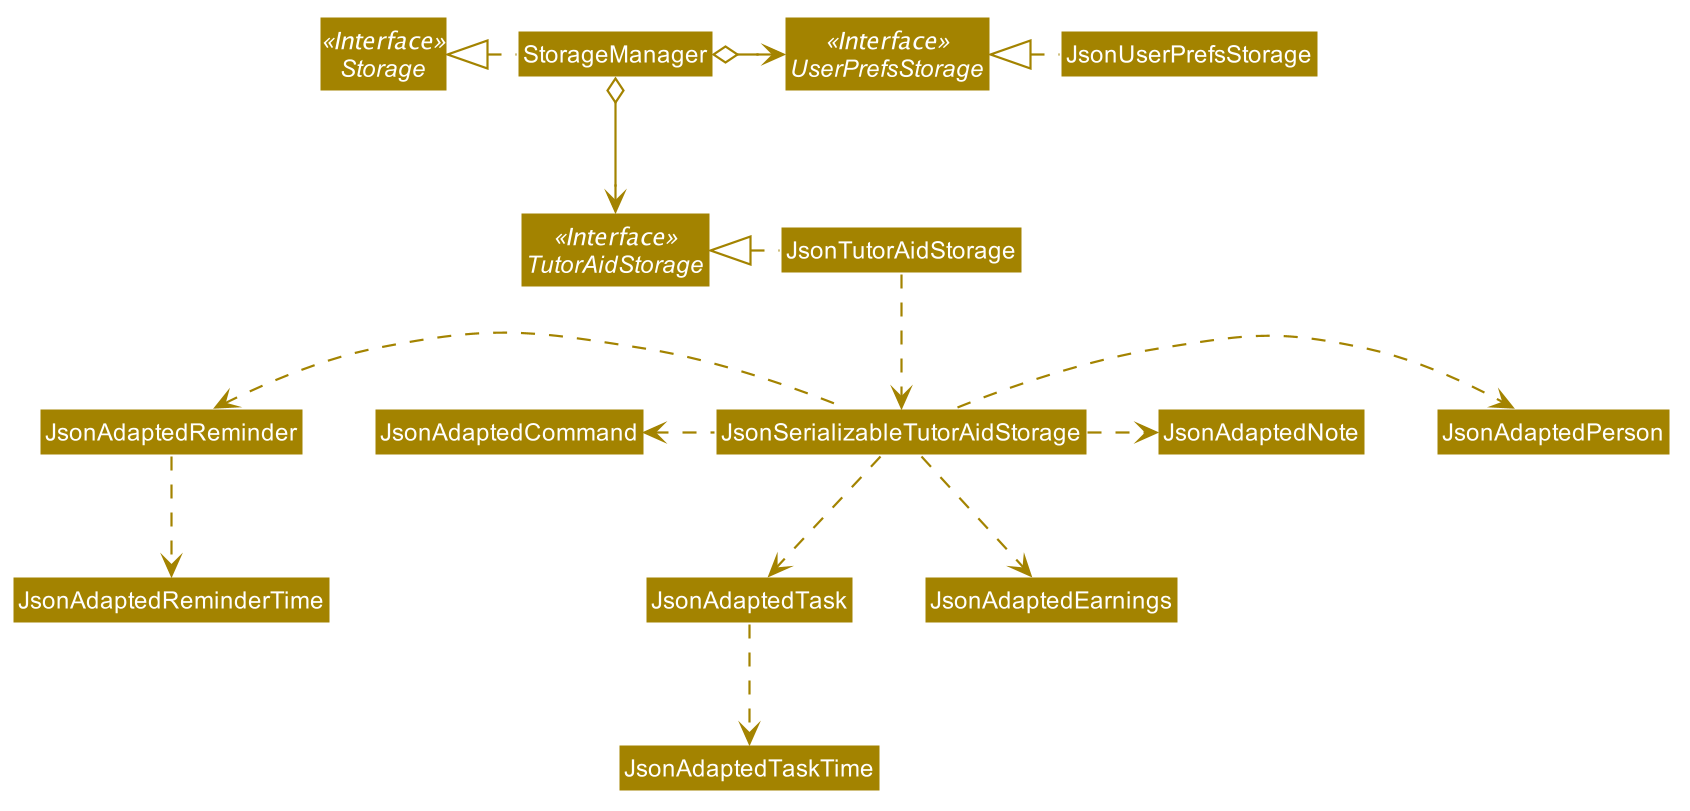 «Interface»
Storage
StorageManager
«Interface»
UserPrefsStorage
JsonUserPrefsStorage
«Interface»
TutorAidStorage
JsonTutorAidStorage
JsonAdaptedReminder
JsonAdaptedCommand
JsonSerializableTutorAidStorage
JsonAdaptedNote
JsonAdaptedPerson
JsonAdaptedReminderTime
JsonAdaptedTask
JsonAdaptedEarnings
JsonAdaptedTaskTime